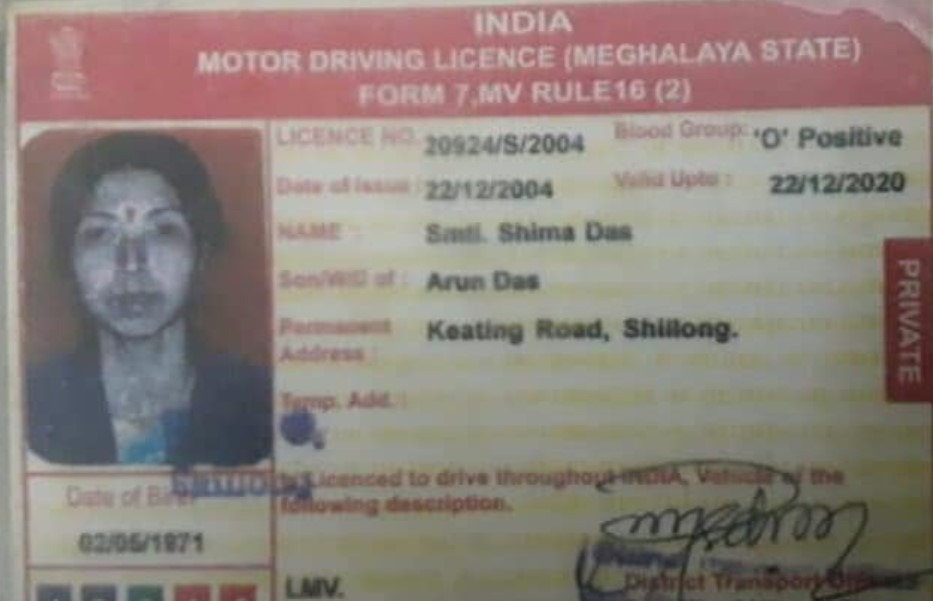 INDIA
MOTOR DRIVING LICENCE (MEGHALAYA STATE)
FORM 7,MV RULE16 (2)
LICENCE NO. 20924/S/2004 Blood Group: 'O' Positive
Date of Issue : 22/12/2004 Valid Upto : 22/12/2020
NAME : Smti. Shima Das
Son/W/D of : Arun Das
Permanent Address : Keating Road, Shillong.
PRIVATE
Temp. Add. :
Licenced to drive throughout INDIA, Vehicle of the
following description.
Date of Birth
02/05/1971
LMV.
District Transport